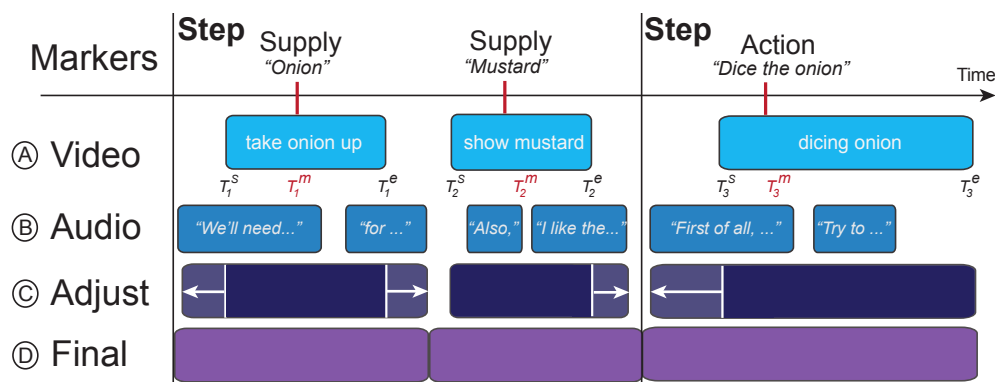 Step
Step
Markers
Supply
"Onion"
Supply
"Mustard"
Action
"Dice the onion"
Time
Ⓐ Video
take onion up
show mustard
dicing onion
T₁ˢ T₁ᵐ T₁ᵉ T₂ˢ T₂ᵐ T₂ᵉ T₃ˢ T₃ᵐ T₃ᵉ
Ⓑ Audio
"We'll need..."
"for ..."
"Also,"
"I like the..."
"First of all, ..."
"Try to ..."
Ⓒ Adjust
Ⓓ Final